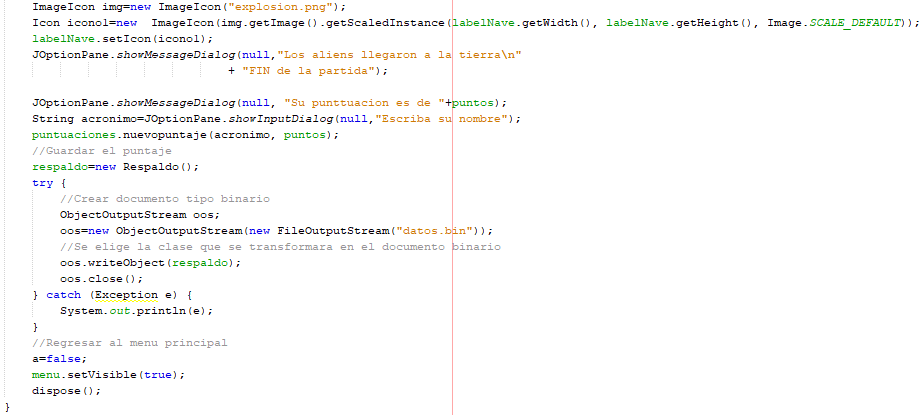 ImageIcon img=new ImageIcon("explosion.png");
Icon iconol=new  ImageIcon(img.getImage().getScaledInstance(labelNave.getWidth(), labelNave.getHeight(), Image.SCALE_DEFAULT));
labelNave.setIcon(iconol);
JOptionPane.showMessageDialog(null,"Los aliens llegaron a la tierra\n"
+ "FIN de la partida");
JOptionPane.showMessageDialog(null, "Su punttuacion es de "+puntos);
String acronimo=JOptionPane.showInputDialog(null,"Escriba su nombre");
puntuaciones.nuevopuntaje(acronimo, puntos);
//Guardar el puntaje
respaldo=new Respaldo();
try {
//Crear documento tipo binario
ObjectOutputStream oos;
oos=new ObjectOutputStream(new FileOutputStream("datos.bin"));
//Se elige la clase que se transformara en el documento binario
oos.writeObject(respaldo);
oos.close();
} catch (Exception e) {
System.out.println(e);
}
//Regresar al menu principal
a=false;
menu.setVisible(true);
dispose();
}